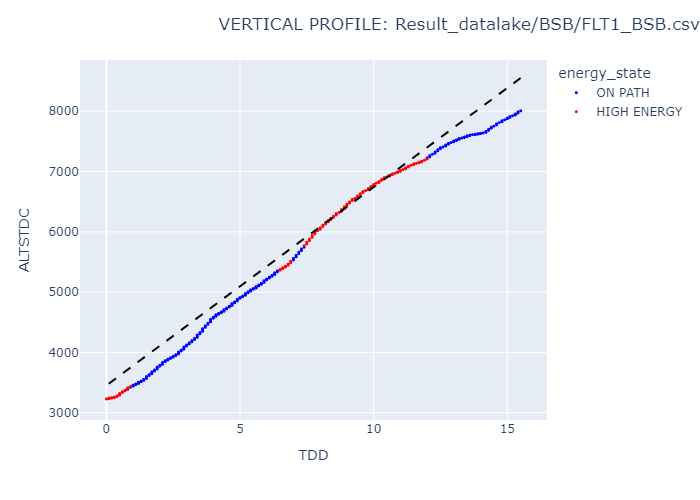 VERTICAL PROFILE: Result_datalake/BSB/FLT1_BSB.csv
energy_state
ON PATH
HIGH ENERGY
8000
7000
6000
5000
4000
3000
ALTSTDC
0
5
10
15
TDD